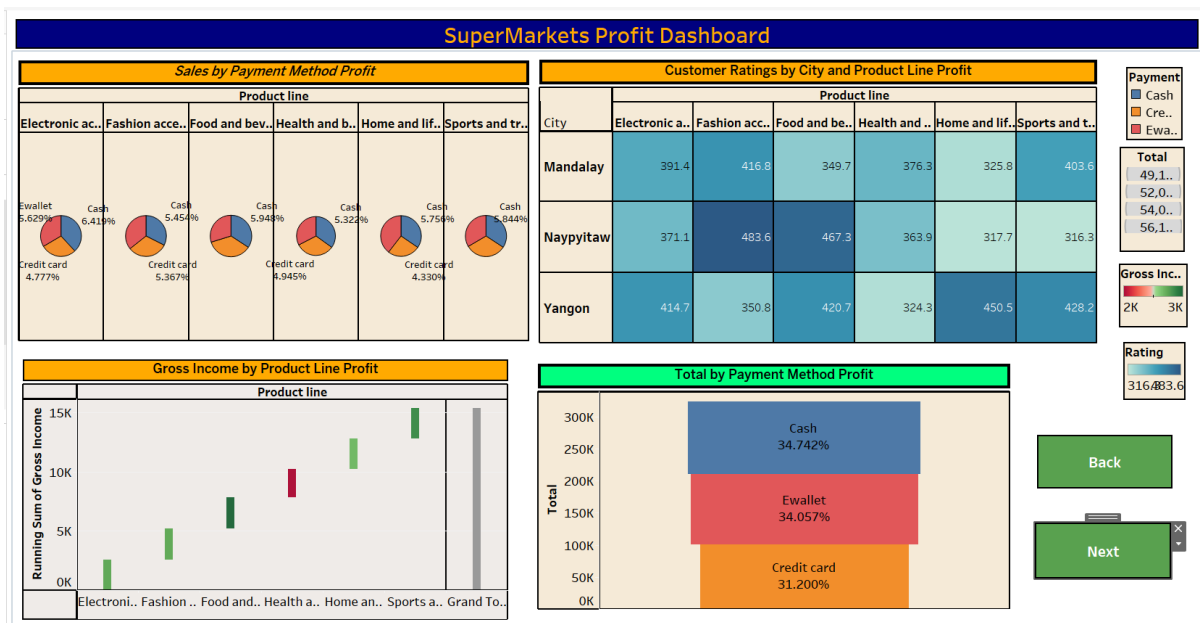 SuperMarkets Profit Dashboard
Sales by Payment Method Profit
Product line
Electronic ac.. Fashion acce.. Food and bev.. Health and b.. Home and lif.. Sports and tr..
Ewallet
5.629%
Cash
6.419%
Credit card
4.777%
Cash
5.454%
Credit card
5.367%
Cash
5.948%
Cash
5.322%
Credit card
4.945%
Cash
5.756%
Credit card
4.330%
Cash
5.844%
Customer Ratings by City and Product Line Profit
Product line
City Electronic a.. Fashion acc.. Food and be.. Health and .. Home and lif.. Sports and t..
Mandalay 391.4 416.8 349.7 376.3 325.8 403.6
Naypyitaw 371.1 483.6 467.3 363.9 317.7 316.3
Yangon 414.7 350.8 420.7 324.3 450.5 428.2
Payment
Cash
Cre..
Ewa..
Total
49,1..
52,0..
54,0..
56,1..
Gross Inc..
2K 3K
Rating
483.6
Gross Income by Product Line Profit
Product line
Running Sum of Gross Income
15K
10K
5K
0K
Electroni.. Fashion .. Food and.. Health a.. Home an.. Sports a.. Grand To..
Total by Payment Method Profit
Total
300K
250K
200K
150K
100K
50K
0K
Cash
34.742%
Ewallet
34.057%
Credit card
31.200%
Back
Next